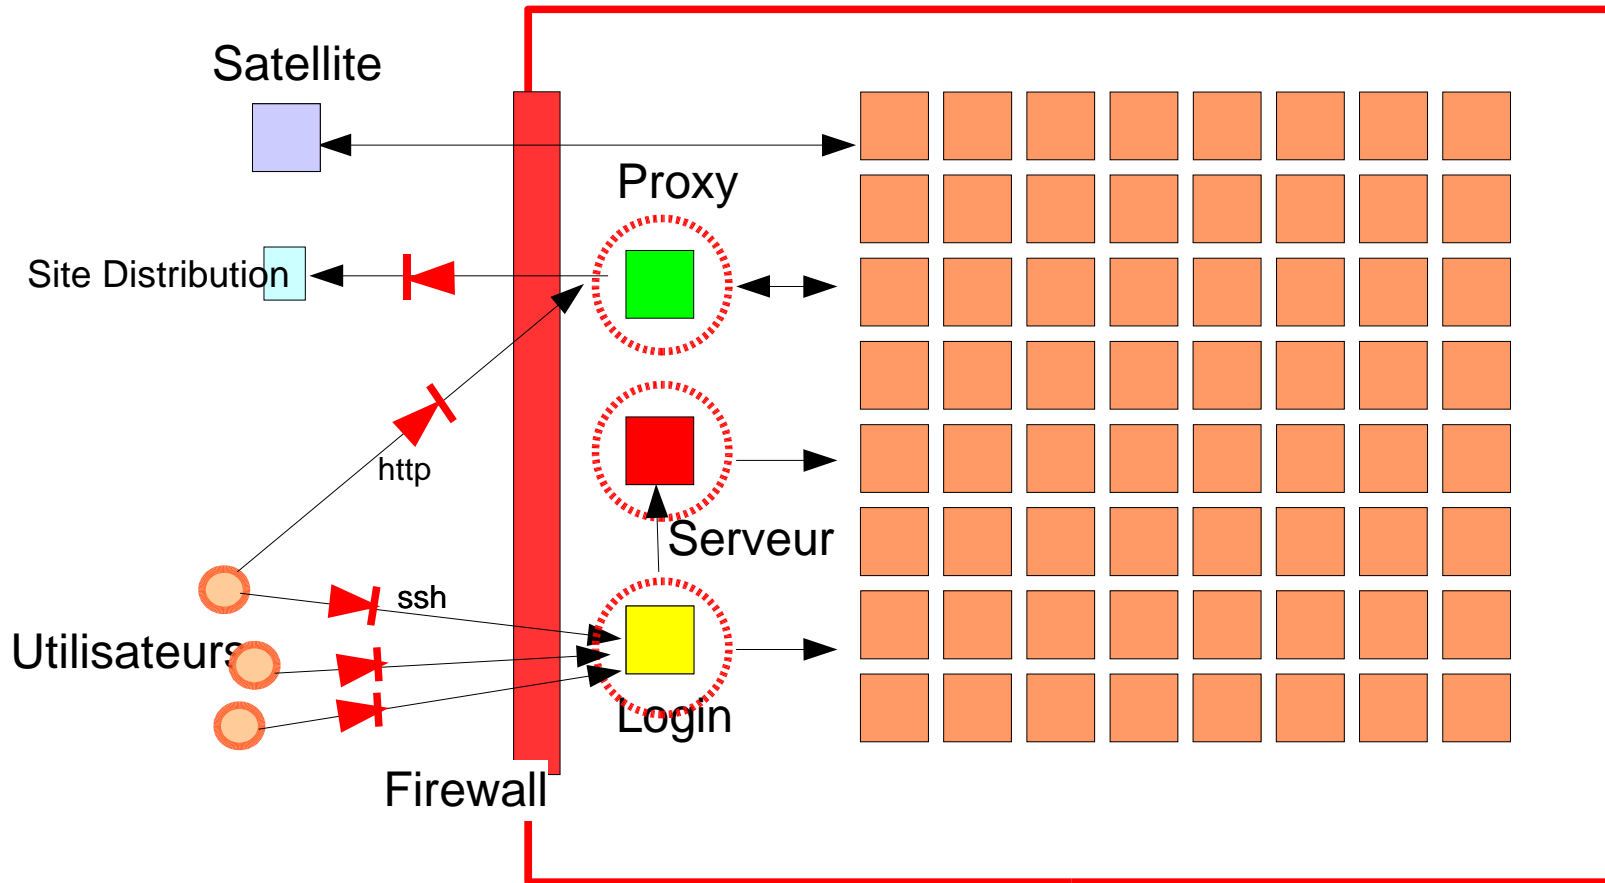 Satellite
Proxy
Site Distribution
http
Serveur
ssh
Utilisateurs
Login
Firewall